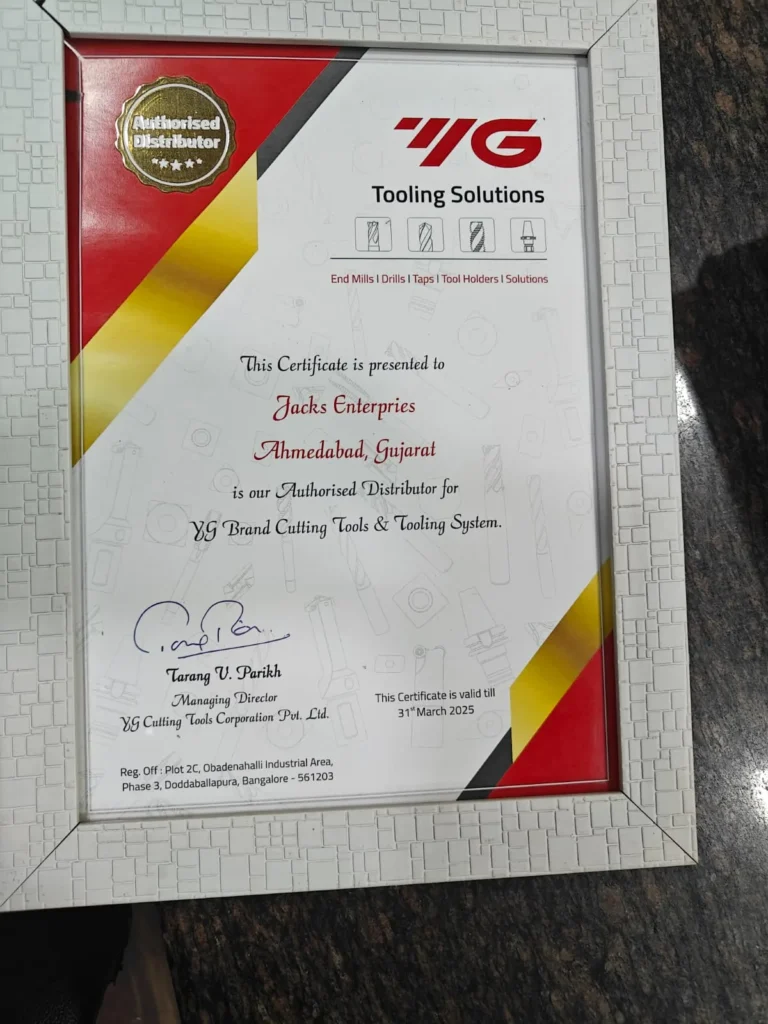 Authorised
Distributor
YG
Tooling Solutions
End Mills | Drills | Taps | Tool Holders | Solutions
This Certificate is presented to
Jacks Enterpries
Ahmedabad, Gujarat
is our Authorised Distributor for
YG Brand Cutting Tools & Tooling System.
Tarang V. Parikh
Managing Director
YG Cutting Tools Corporation Pvt. Ltd.
This Certificate is valid till
31st March 2025
Reg. Off : Plot 2C, Obadenahalli Industrial Area,
Phase 3, Doddaballapura, Bangalore - 561203